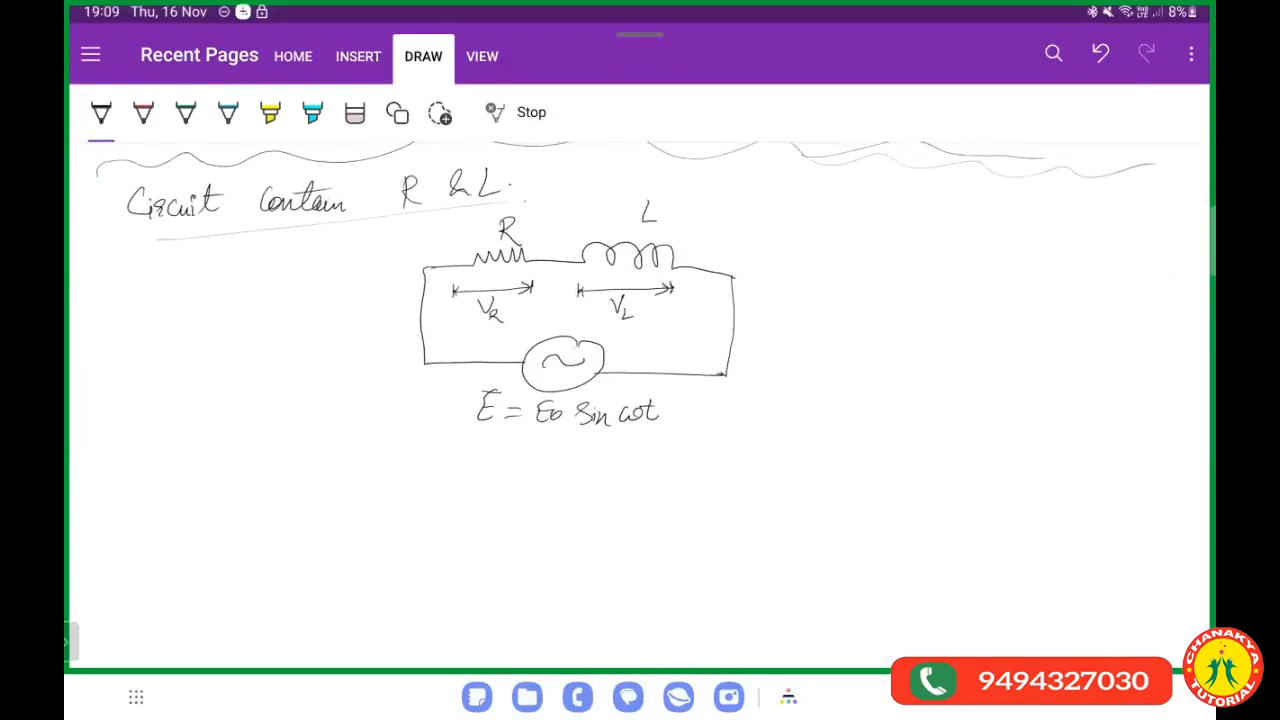 19:09 Thu, 16 Nov
8%
Recent Pages HOME INSERT DRAW VIEW
Stop
Circuit contain R & L.
R
L
VR
VL
E = E0 Sin ωt
9494327030
CHANAKYA
TUTORIAL